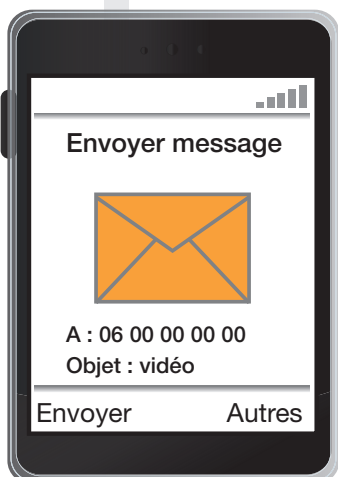 Envoyer message
A : 06 00 00 00 00
Objet : vidéo
Envoyer Autres